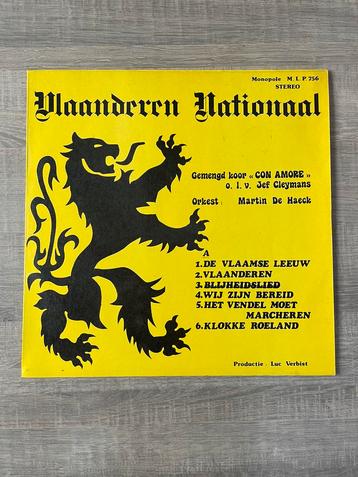 Monopole M. L P. 756
STEREO
Vlaanderen Nationaal
Gemengd koor « CON AMORE »
o. l. v. Jef Cleymans
Orkest : Martin De Haeck
A
1. DE VLAAMSE LEEUW
2. VLAANDEREN
3. BLIJHEIDSLIED
4. WIJ ZIJN BEREID
5. HET VENDEL MOET
MARCHEREN
6. KLOKKE ROELAND
Productie : Luc Verbist